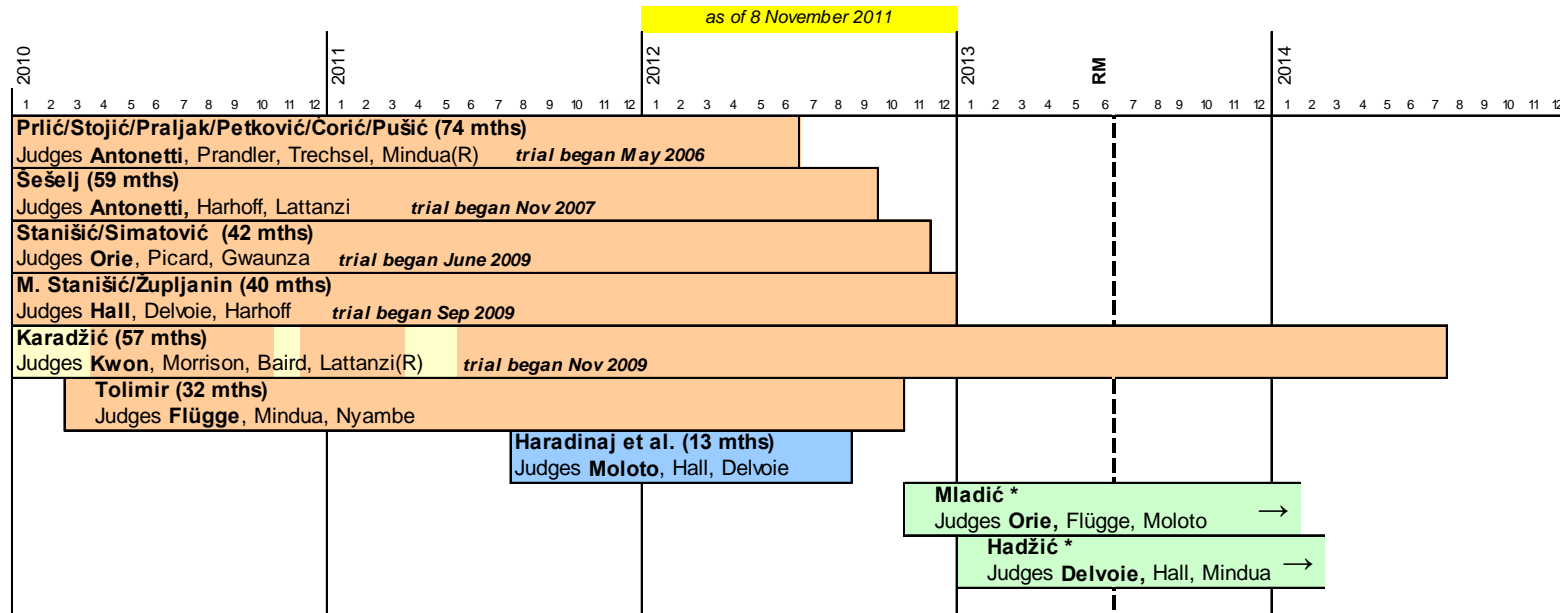 as of 8 November 2011
2010 2011 2012 2013 RM 2014
1 2 3 4 5 6 7 8 9 10 11 12 1 2 3 4 5 6 7 8 9 10 11 12 1 2 3 4 5 6 7 8 9 10 11 12 1 2 3 4 5 6 7 8 9 10 11 12 1 2 3 4 5 6 7 8 9 10 11 12
Prlić/Stojić/Praljak/Petković/Ćorić/Pušić (74 mths)
Judges Antonetti, Prandler, Trechsel, Mindua(R) trial began May 2006
Šešelj (59 mths)
Judges Antonetti, Harhoff, Lattanzi trial began Nov 2007
Stanišić/Simatović (42 mths)
Judges Orie, Picard, Gwaunza trial began June 2009
M. Stanišić/Župljanin (40 mths)
Judges Hall, Delvoie, Harhoff trial began Sep 2009
Karadžić (57 mths)
Judges Kwon, Morrison, Baird, Lattanzi(R) trial began Nov 2009
Tolimir (32 mths)
Judges Flügge, Mindua, Nyambe
Haradinaj et al. (13 mths)
Judges Moloto, Hall, Delvoie
Mladić *
Judges Orie, Flügge, Moloto →
Hadžić *
Judges Delvoie, Hall, Mindua →